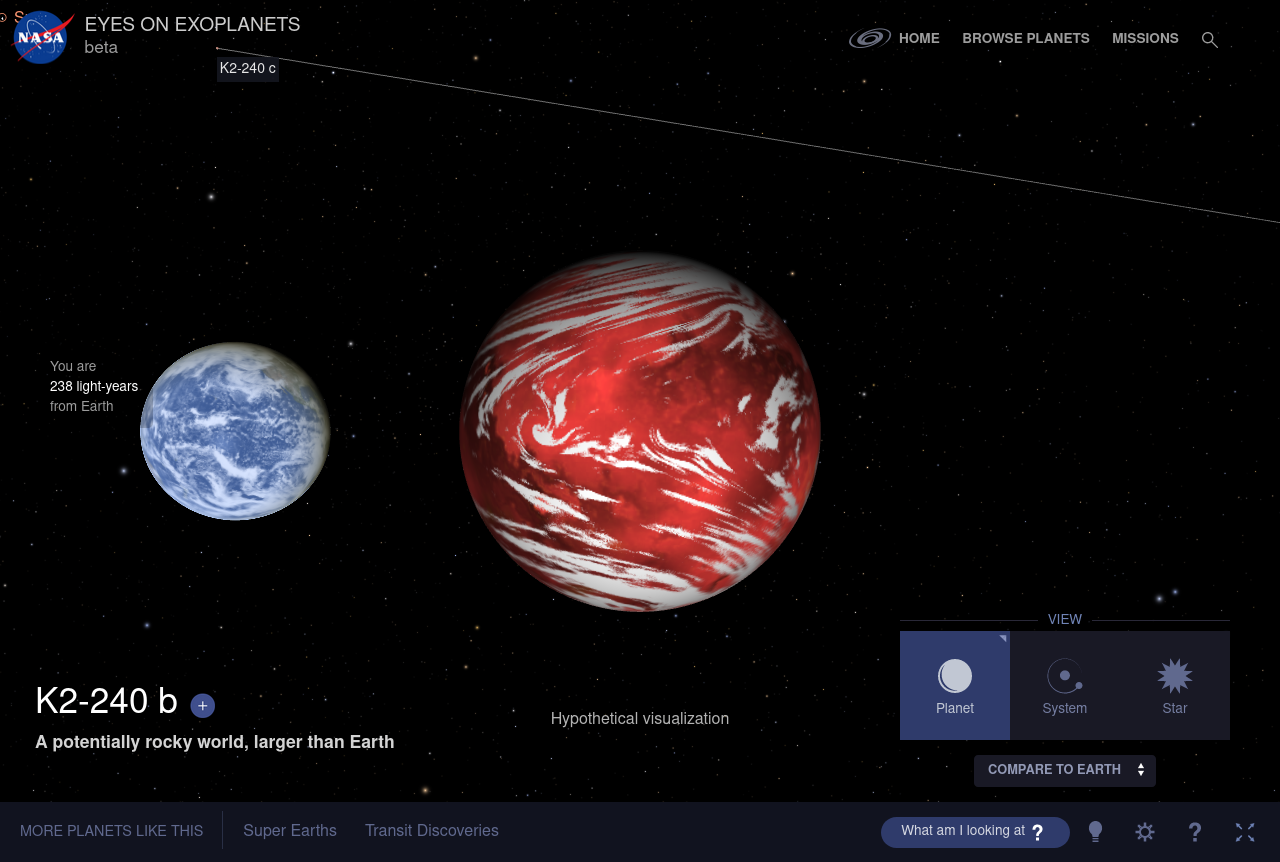 S
NASA
EYES ON EXOPLANETS
beta
HOME
BROWSE PLANETS
MISSIONS
K2-240 c
You are
238 light-years
from Earth
VIEW
Planet
System
Star
K2-240 b +
A potentially rocky world, larger than Earth
Hypothetical visualization
COMPARE TO EARTH
MORE PLANETS LIKE THIS
Super Earths
Transit Discoveries
What am I looking at ?
?